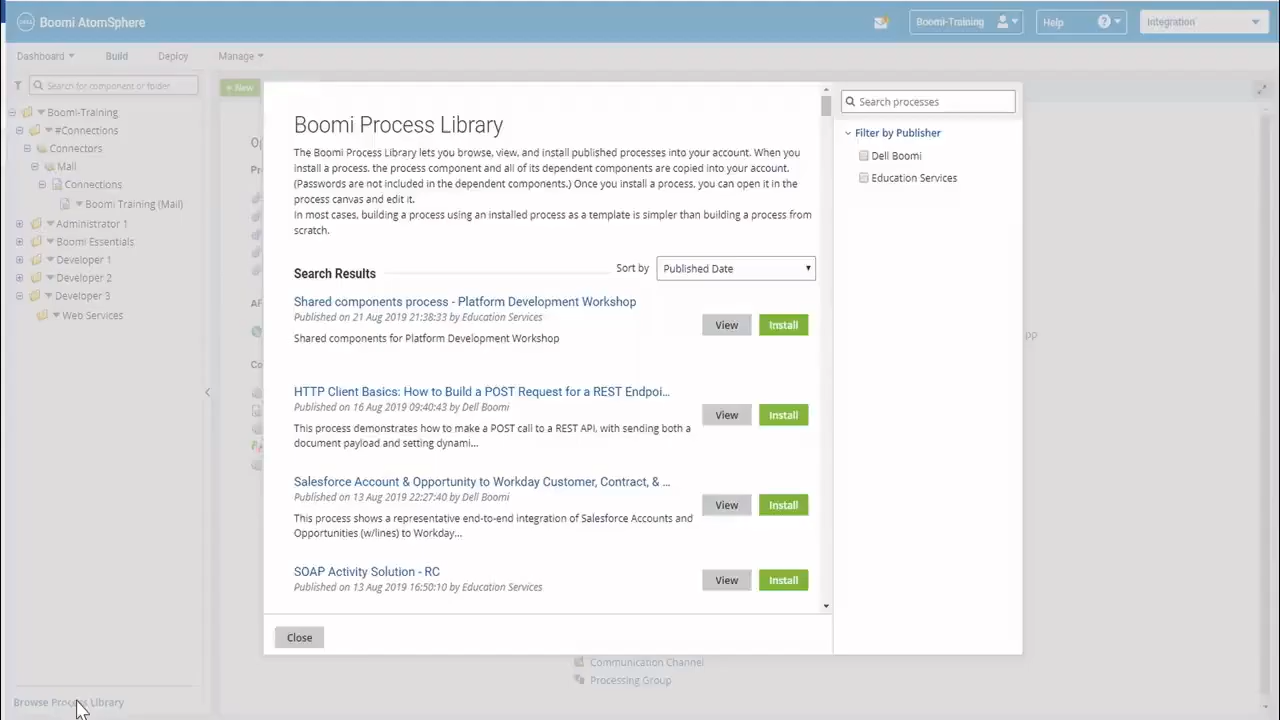 DELL Boomi AtomSphere
Boomi-Training
Help
Integration
Dashboard
Build
Deploy
Manage
Search for component or folder
+ New
Boomi-Training
#Connections
Connectors
Mail
Connections
Boomi Training (Mail)
Administrator 1
Boomi Essentials
Developer 1
Developer 2
Developer 3
Web Services
Browse Process Library
Boomi Process Library
The Boomi Process Library lets you browse, view, and install published processes into your account. When you
install a process, the process component and all of its dependent components are copied into your account.
(Passwords are not included in the dependent components.) Once you install a process, you can open it in the
process canvas and edit it.
In most cases, building a process using an installed process as a template is simpler than building a process from
scratch.
Search Results
Sort by
Published Date
Shared components process - Platform Development Workshop
Published on 21 Aug 2019 21:38:33 by Education Services
Shared components for Platform Development Workshop
View
Install
HTTP Client Basics: How to Build a POST Request for a REST Endpoi...
Published on 16 Aug 2019 09:40:43 by Dell Boomi
This process demonstrates how to make a POST call to a REST API, with sending both a
document payload and setting dynami...
View
Install
Salesforce Account & Opportunity to Workday Customer, Contract, & ...
Published on 13 Aug 2019 22:27:40 by Dell Boomi
This process shows a representative end-to-end integration of Salesforce Accounts and
Opportunities (w/lines) to Workday...
View
Install
SOAP Activity Solution - RC
Published on 13 Aug 2019 16:50:10 by Education Services
View
Install
Close
Search processes
Filter by Publisher
Dell Boomi
Education Services
Communication Channel
Processing Group